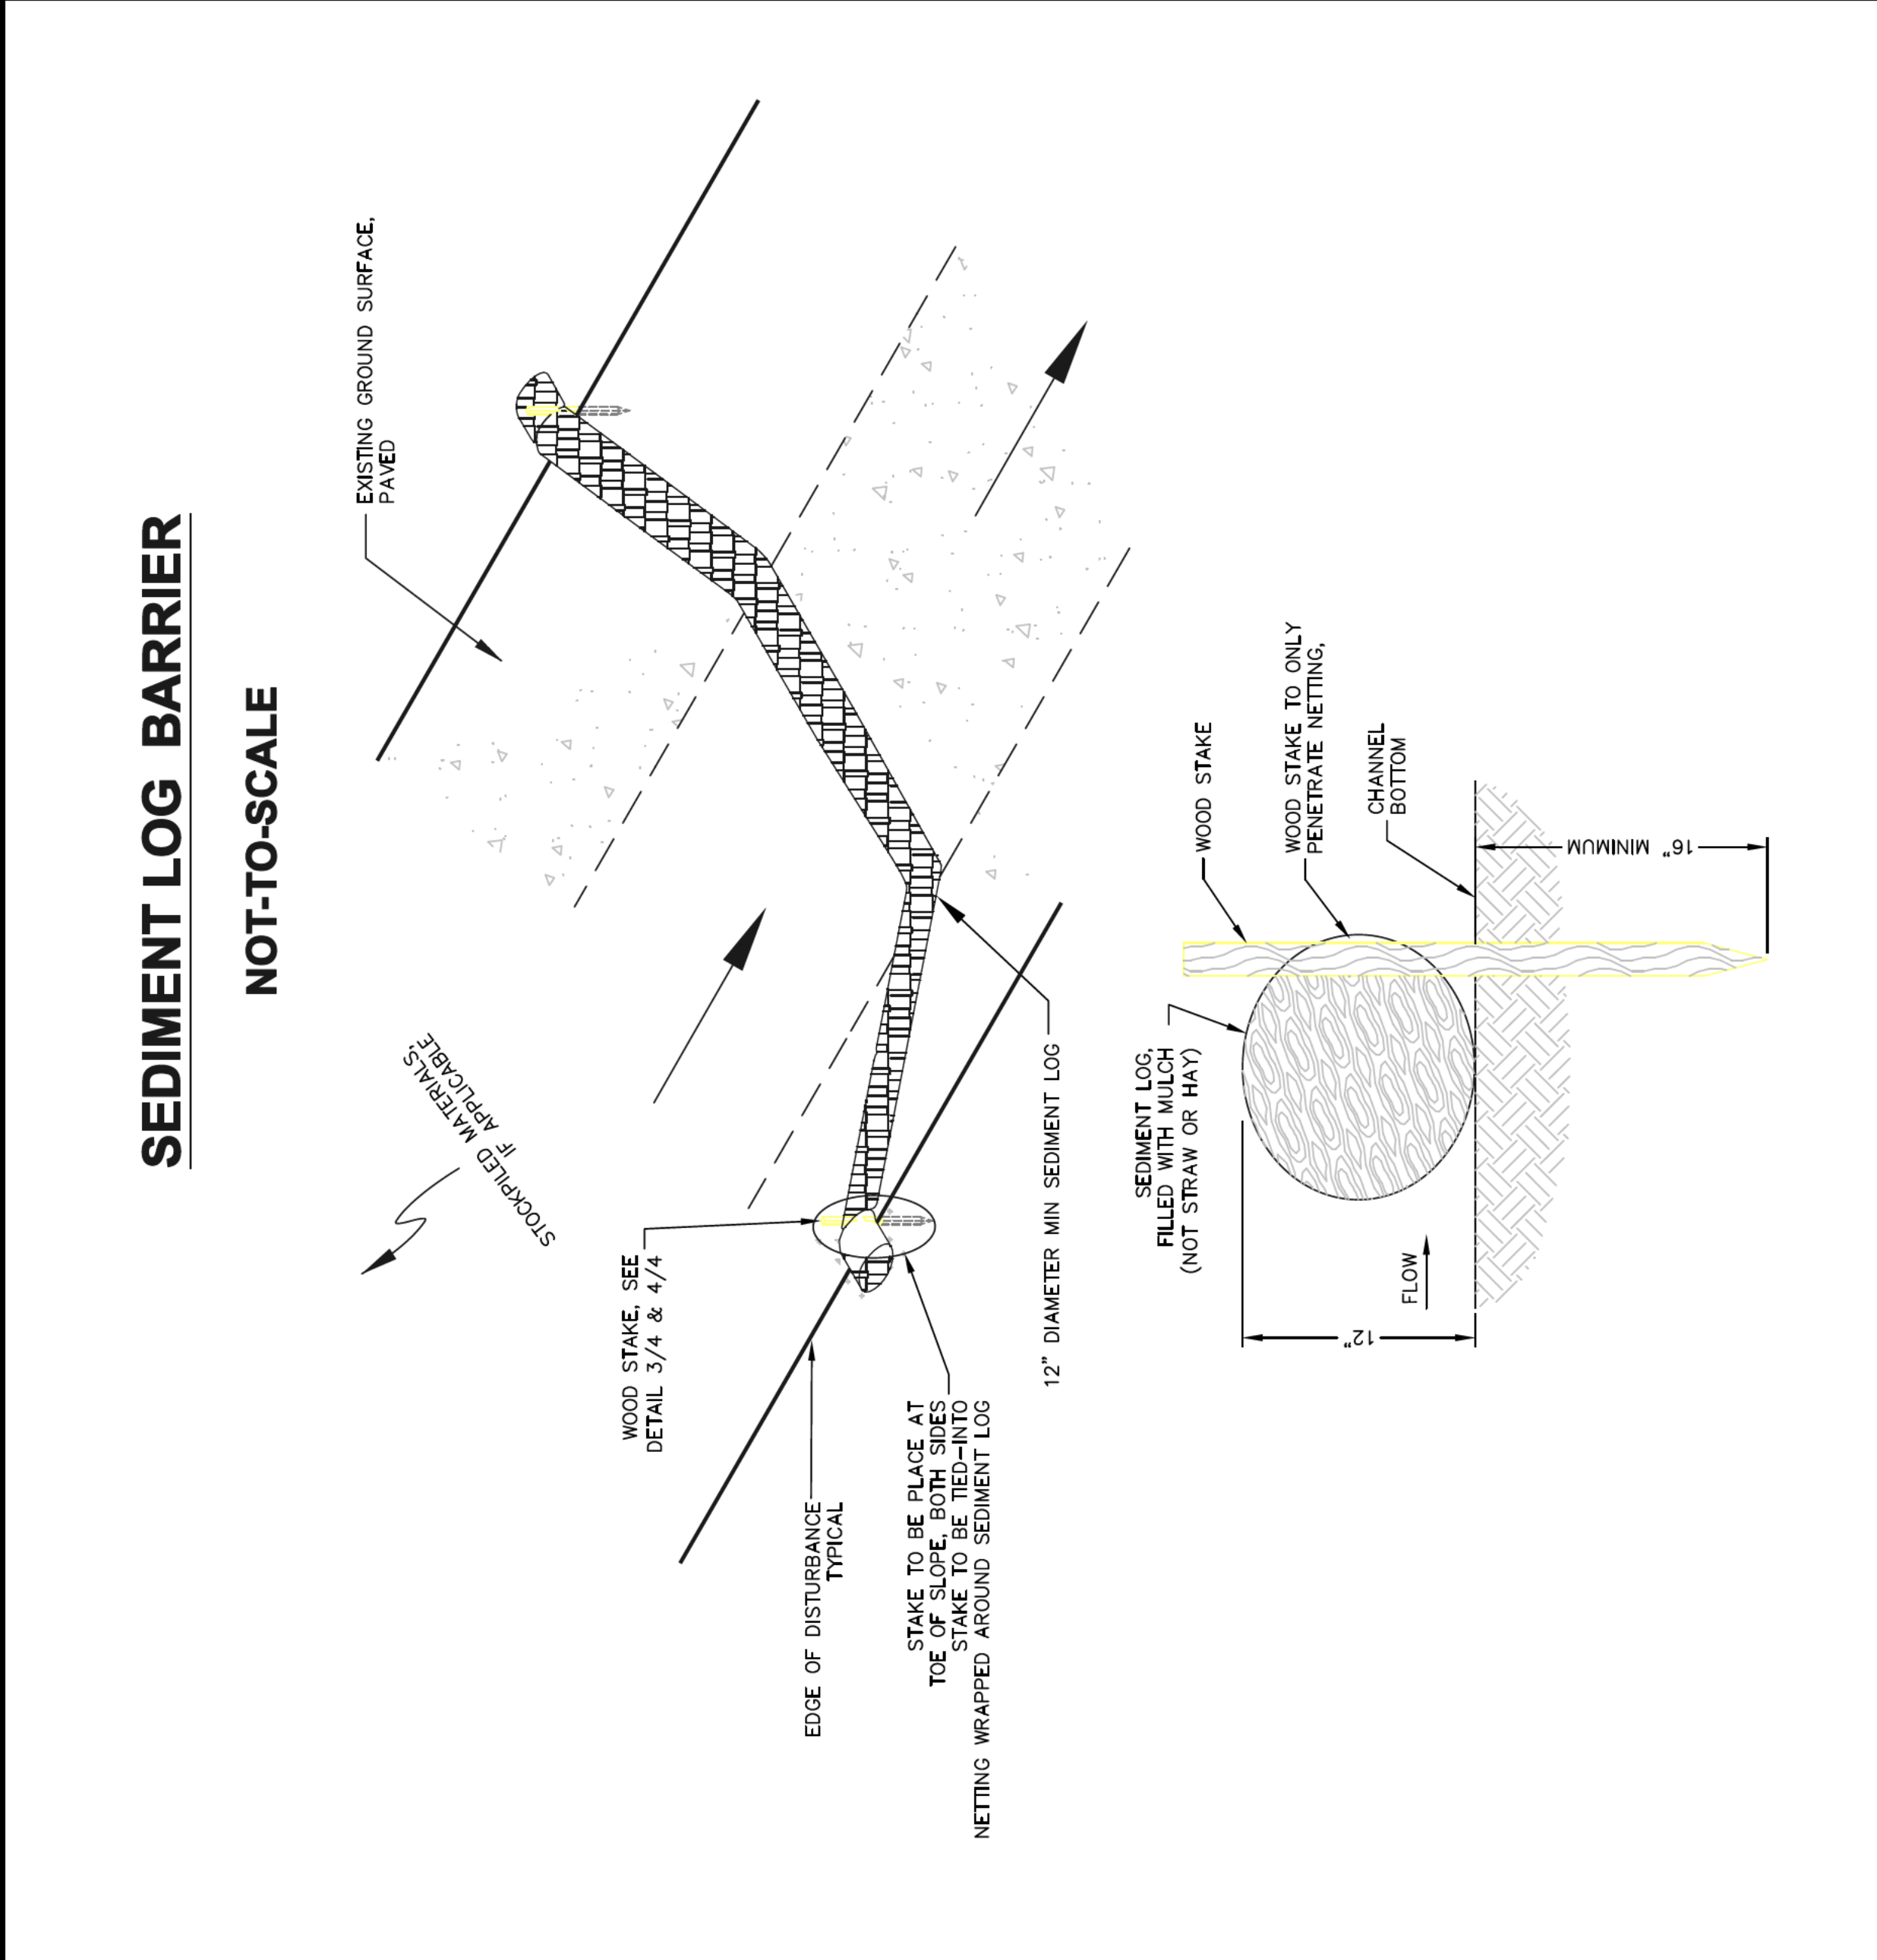 SEDIMENT LOG BARRIER
NOT-TO-SCALE
EXISTING GROUND SURFACE,
PAVED
STOCKPILED MATERIALS,
IF APPLICABLE
WOOD STAKE, SEE
DETAIL 3/4 & 4/4
EDGE OF DISTURBANCE
TYPICAL
STAKE TO BE PLACE AT
TOE OF SLOPE, BOTH SIDES
STAKE TO BE TIED-INTO
NETTING WRAPPED AROUND SEDIMENT LOG
12" DIAMETER MIN SEDIMENT LOG
SEDIMENT LOG,
FILLED WITH MULCH
(NOT STRAW OR HAY)
WOOD STAKE
WOOD STAKE TO ONLY
PENETRATE NETTING,
CHANNEL
BOTTOM
FLOW
12"
16" MINIMUM